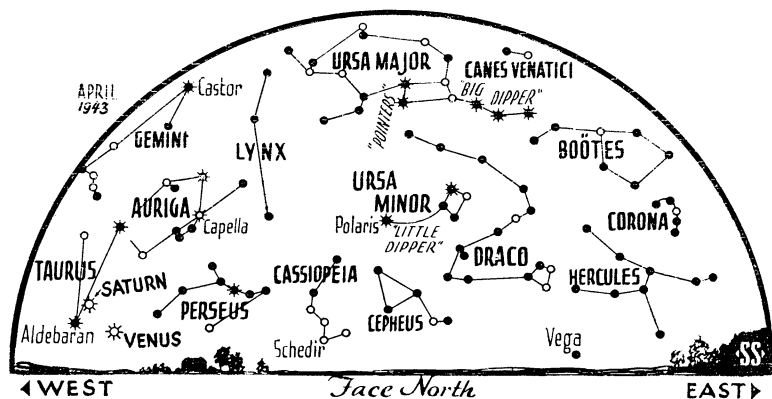 URSA MAJOR
CANES VENATICI
APRIL
1943
Castor
"POINTERS"
"BIG
DIPPER"
GEMINI
LYNX
BOÖTES
URSA
MINOR
AURIGA
Capella
Polaris
"LITTLE
DIPPER"
CORONA
DRACO
TAURUS
SATURN
CASSIOPEIA
HERCULES
PERSEUS
CEPHEUS
Aldebaran
VENUS
Schedir
Vega
SS
WEST
Face North
EAST